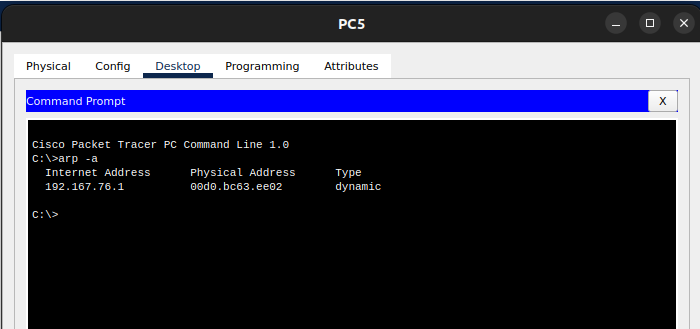 PC5
Physical Config Desktop Programming Attributes
Command Prompt X
Cisco Packet Tracer PC Command Line 1.0
C:\>arp -a
Internet Address Physical Address Type
192.167.76.1 00d0.bc63.ee02 dynamic
C:\>